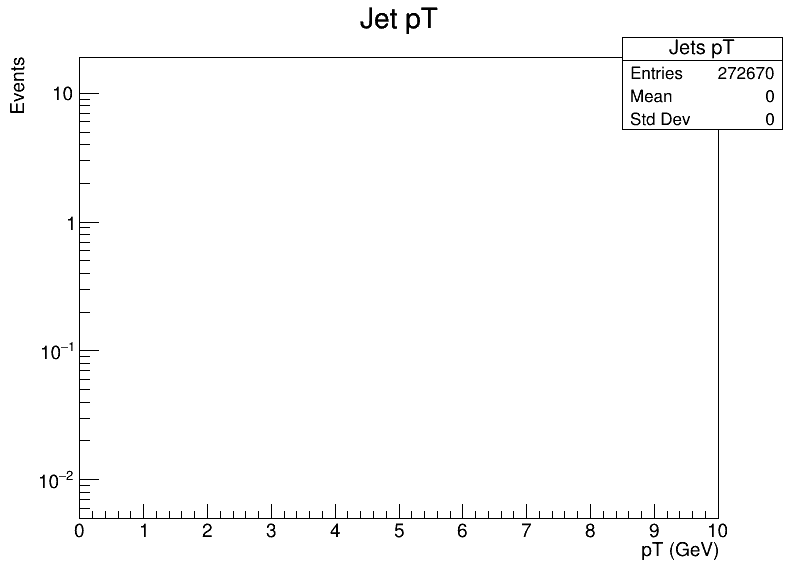 Jet pT
Jets pT
Entries 272670
Mean 0
Std Dev 0
Events
10
1
10⁻¹
10⁻²
0 1 2 3 4 5 6 7 8 9 10
pT (GeV)